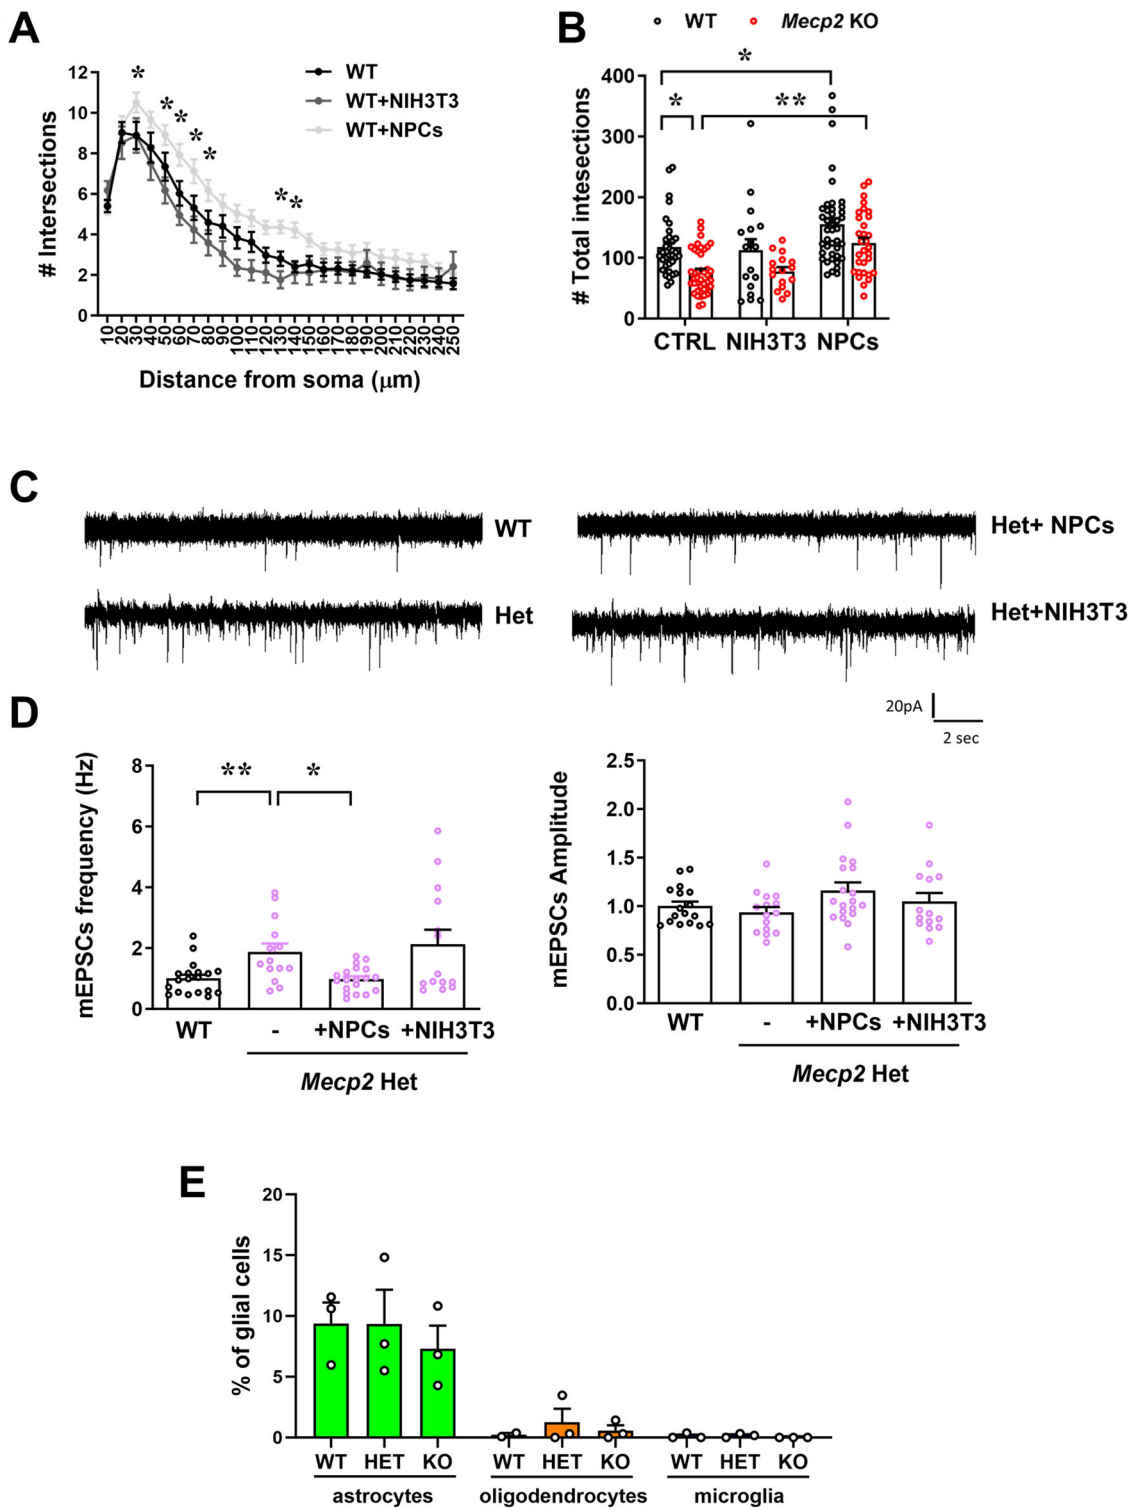 A
WT
WT+NIH3T3
WT+NPCs
12
10
8
6
4
2
0
# Intersections
* * * * * * *
10 20 30 40 50 60 70 80 90 100 110 120 130 140 150 160 170 180 190 200 210 220 230 240 250
Distance from soma (μm)
B
WT Mecp2 KO
* * **
400
300
200
100
0
# Total intesections
CTRL NIH3T3 NPCs
C
WT
Het
Het+ NPCs
Het+NIH3T3
20pA
2 sec
D
8
6
4
2
0
mEPSCs frequency (Hz)
** *
WT - +NPCs +NIH3T3
Mecp2 Het
2.5
2.0
1.5
1.0
0.5
0.0
mEPSCs Amplitude
WT - +NPCs +NIH3T3
Mecp2 Het
E
20
15
10
5
0
% of glial cells
WT HET KO WT HET KO WT HET KO
astrocytes oligodendrocytes microglia